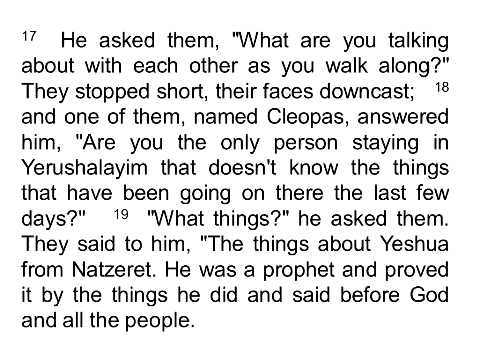 17 He asked them, "What are you talking
about with each other as you walk along?"
They stopped short, their faces downcast; 18
and one of them, named Cleopas, answered
him, "Are you the only person staying in
Yerushalayim that doesn't know the things
that have been going on there the last few
days?" 19 "What things?" he asked them.
They said to him, "The things about Yeshua
from Natzeret. He was a prophet and proved
it by the things he did and said before God
and all the people.